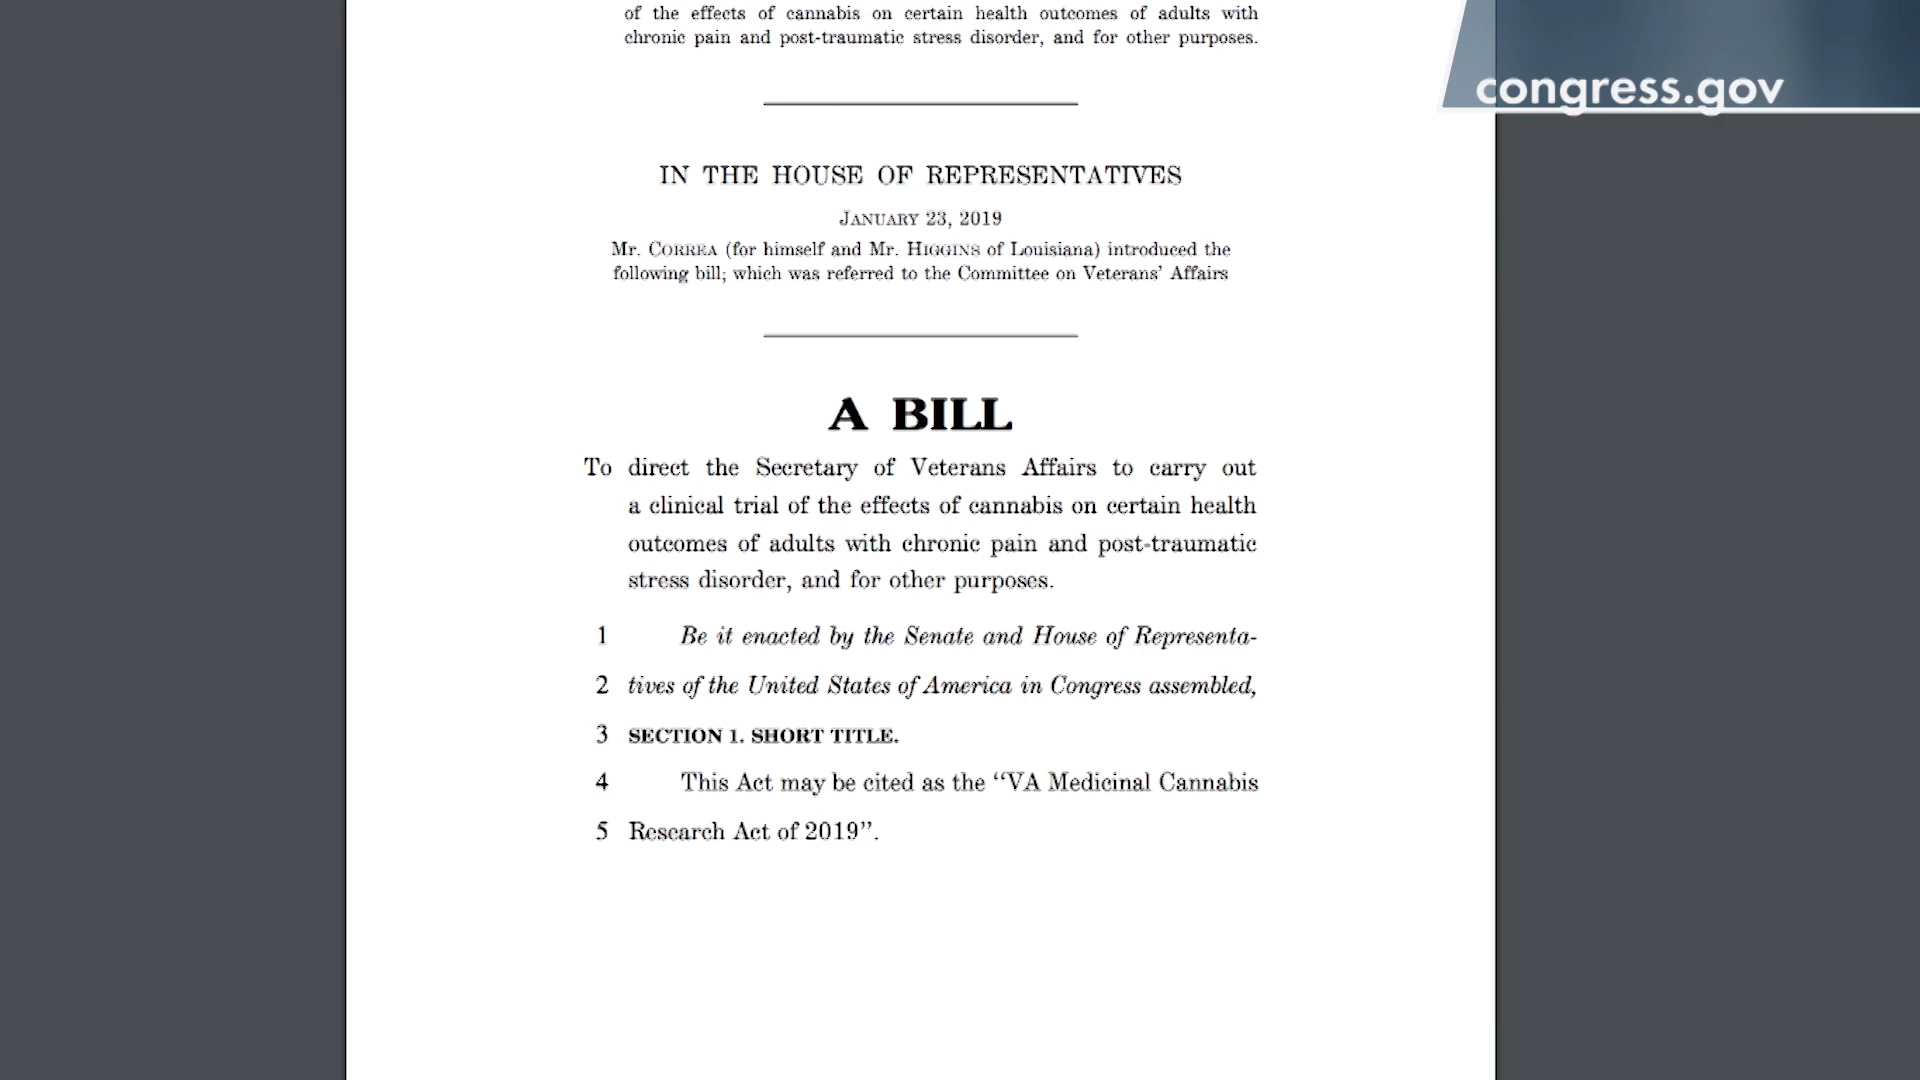 of the effects of cannabis on certain health outcomes of adults with
chronic pain and post-traumatic stress disorder, and for other purposes.
congress.gov
IN THE HOUSE OF REPRESENTATIVES
JANUARY 23, 2019
Mr. CORREA (for himself and Mr. HIGGINS of Louisiana) introduced the
following bill; which was referred to the Committee on Veterans’ Affairs
A BILL
To direct the Secretary of Veterans Affairs to carry out
a clinical trial of the effects of cannabis on certain health
outcomes of adults with chronic pain and post-traumatic
stress disorder, and for other purposes.
1 Be it enacted by the Senate and House of Representa-
2 tives of the United States of America in Congress assembled,
3 SECTION 1. SHORT TITLE.
4 This Act may be cited as the ‘‘VA Medicinal Cannabis
5 Research Act of 2019’’.